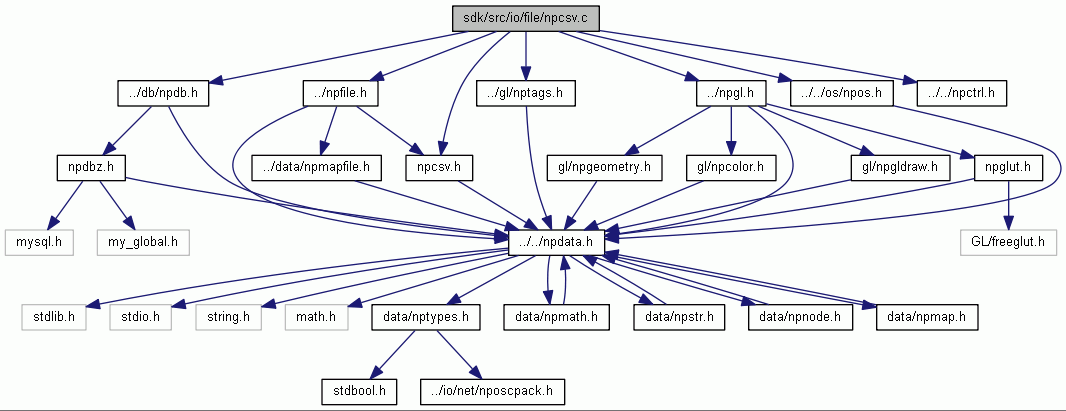 sdk/src/io/file/npcsv.c
../db/npdb.h
../npfile.h
../gl/nptags.h
../npgl.h
../../os/npos.h
../../npctrl.h
npdbz.h
../data/npmapfile.h
npcsv.h
gl/npgeometry.h
gl/npcolor.h
gl/npgldraw.h
npglut.h
mysql.h
my_global.h
../../npdata.h
GL/freeglut.h
stdlib.h
stdio.h
string.h
math.h
data/nptypes.h
data/npmath.h
data/npstr.h
data/npnode.h
data/npmap.h
stdbool.h
../io/net/nposcpack.h